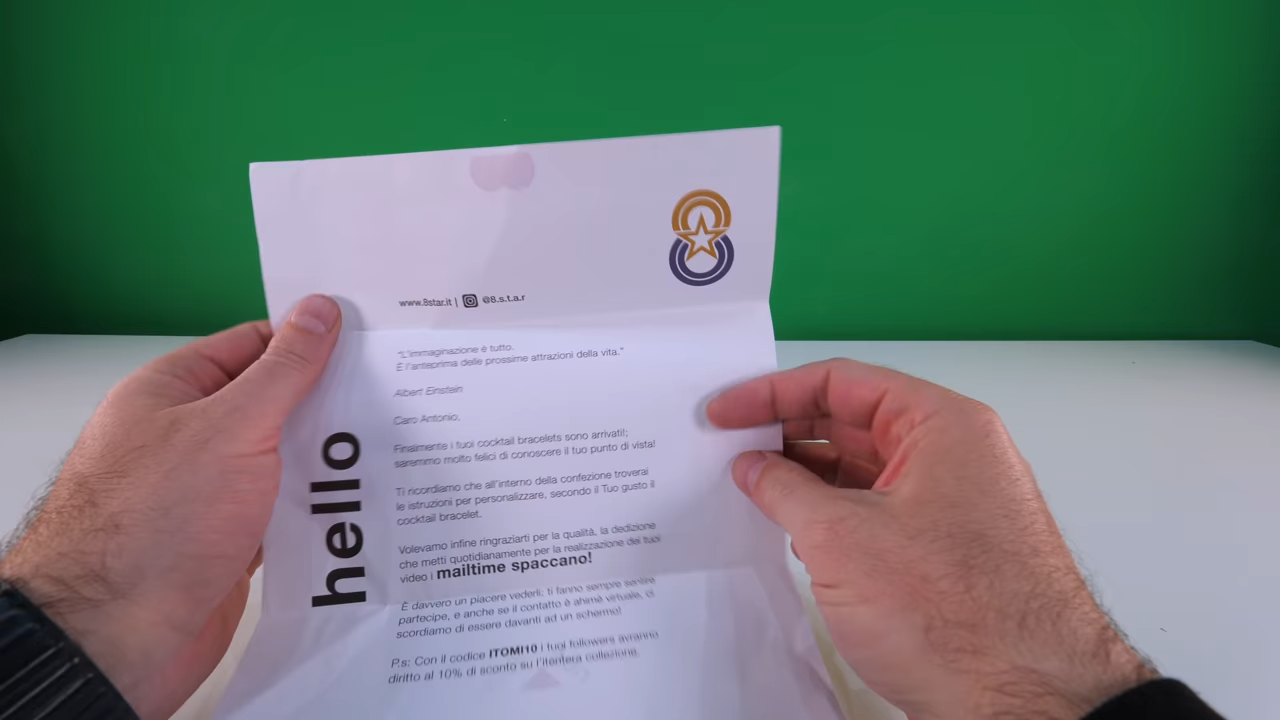 www.8star.it | @8.s.t.a.r
"L'immaginazione è tutto.
È l'anteprima delle prossime attrazioni della vita."
Albert Einstein
Caro Antonio,
Finalmente i tuoi cocktail bracelets sono arrivati!;
saremmo molto felici di conoscere il tuo punto di vista!
Ti ricordiamo che all'interno della confezione troverai
le istruzioni per personalizzare, secondo il Tuo gusto il
cocktail bracelet.
Volevamo infine ringraziarti per la qualità, la dedizione
che metti quotidianamente per la realizzazione dei tuoi
video i mailtime spaccano!
È davvero un piacere vederli; ti fanno sempre sentire
partecipe, e anche se il contatto è ahimè virtuale, ci
scordiamo di essere davanti ad un schermo!
P.s: Con il codice ITOMI10 i tuoi followers avranno
diritto al 10% di sconto su l'itentera collezione.
hello